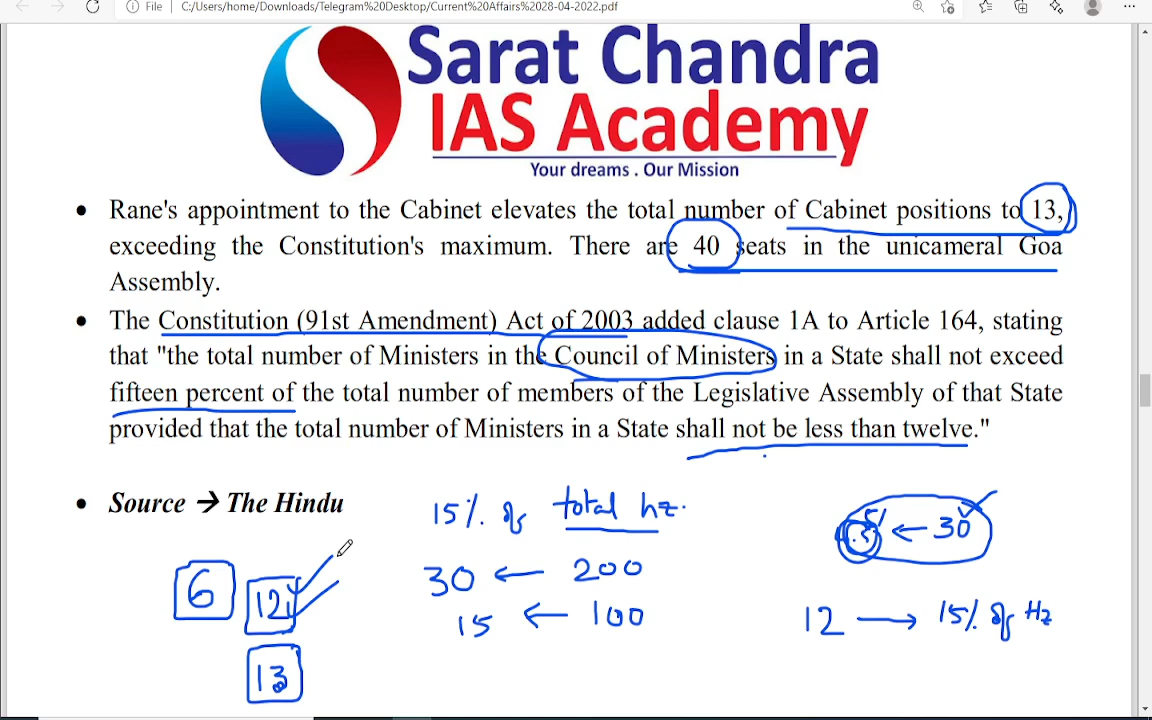 File
C:/Users/home/Downloads/Telegram%20Desktop/Current%20Affairs%2028-04-2022.pdf
Sarat Chandra
IAS Academy
Your dreams . Our Mission
• Rane's appointment to the Cabinet elevates the total number of Cabinet positions to 13,
exceeding the Constitution's maximum. There are 40 seats in the unicameral Goa
Assembly.
• The Constitution (91st Amendment) Act of 2003 added clause 1A to Article 164, stating
that "the total number of Ministers in the Council of Ministers in a State shall not exceed
fifteen percent of the total number of members of the Legislative Assembly of that State
provided that the total number of Ministers in a State shall not be less than twelve."
• Source → The Hindu
15% of total hz.
← 30
30 ← 200
6 12
15 ← 100
12 → 15% of Hz
13